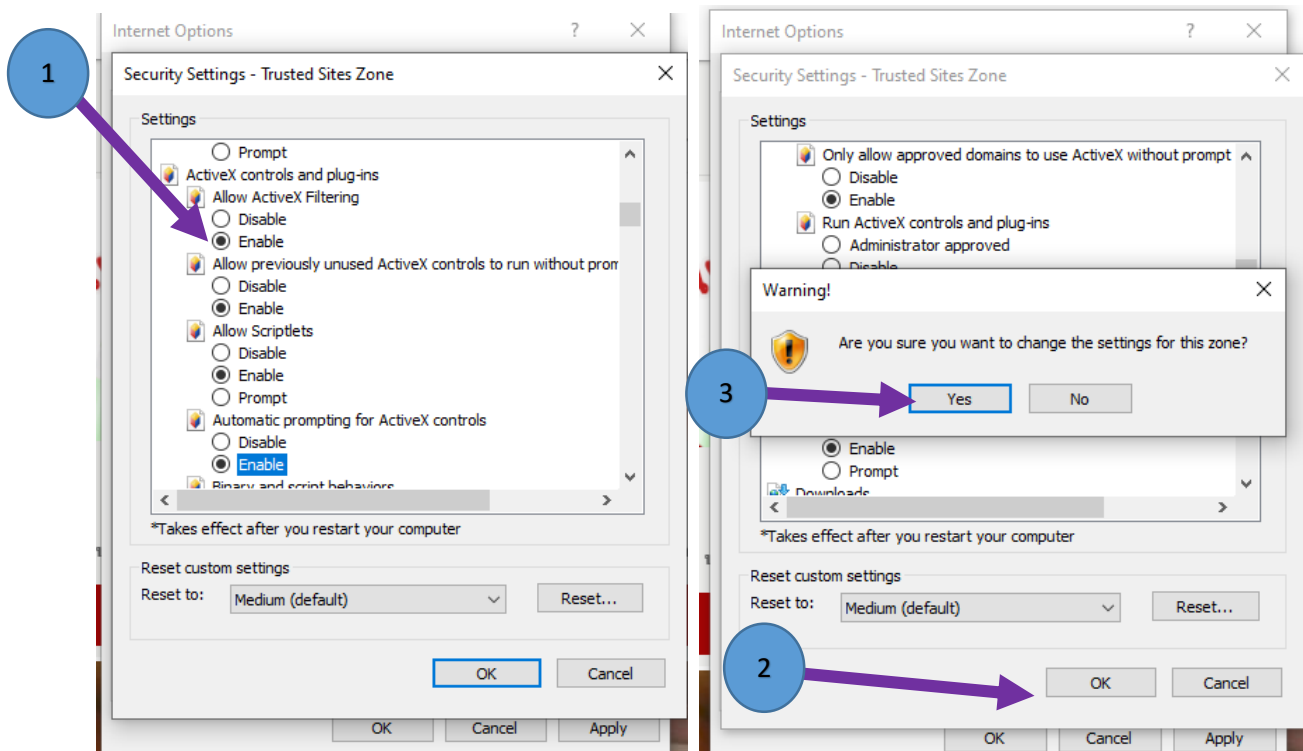 Internet Options
?
1
Security Settings - Trusted Sites Zone
Settings
Prompt
ActiveX controls and plug-ins
Allow ActiveX Filtering
Disable
Enable
Allow previously unused ActiveX controls to run without prom
Disable
Enable
Allow Scriptlets
Disable
Enable
Prompt
Automatic prompting for ActiveX controls
Disable
Enable
Binary and script behaviors
*Takes effect after you restart your computer
Reset custom settings
Reset to: Medium (default) Reset...
OK Cancel
OK Cancel Apply
Internet Options
?
Security Settings - Trusted Sites Zone
Settings
Only allow approved domains to use ActiveX without prompt
Disable
Enable
Run ActiveX controls and plug-ins
Administrator approved
Disable
Warning!
Are you sure you want to change the settings for this zone?
3
Yes No
Enable
Prompt
Downloads
*Takes effect after you restart your computer
Reset custom settings
Reset to: Medium (default) Reset...
2
OK Cancel
OK Cancel Apply